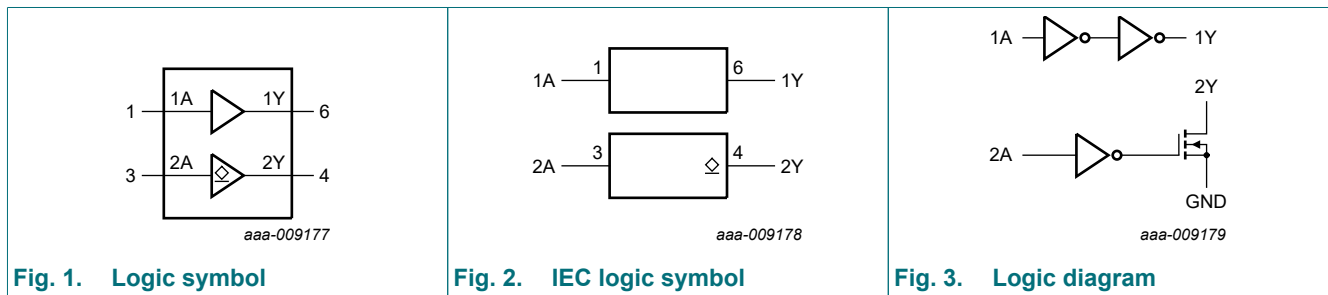 1 1A 1Y 6
3 2A 2Y 4
aaa-009177
Fig. 1. Logic symbol
1A 1 6 1Y
2A 3 4 2Y
aaa-009178
Fig. 2. IEC logic symbol
1A 1Y
2Y
2A
GND
aaa-009179
Fig. 3. Logic diagram